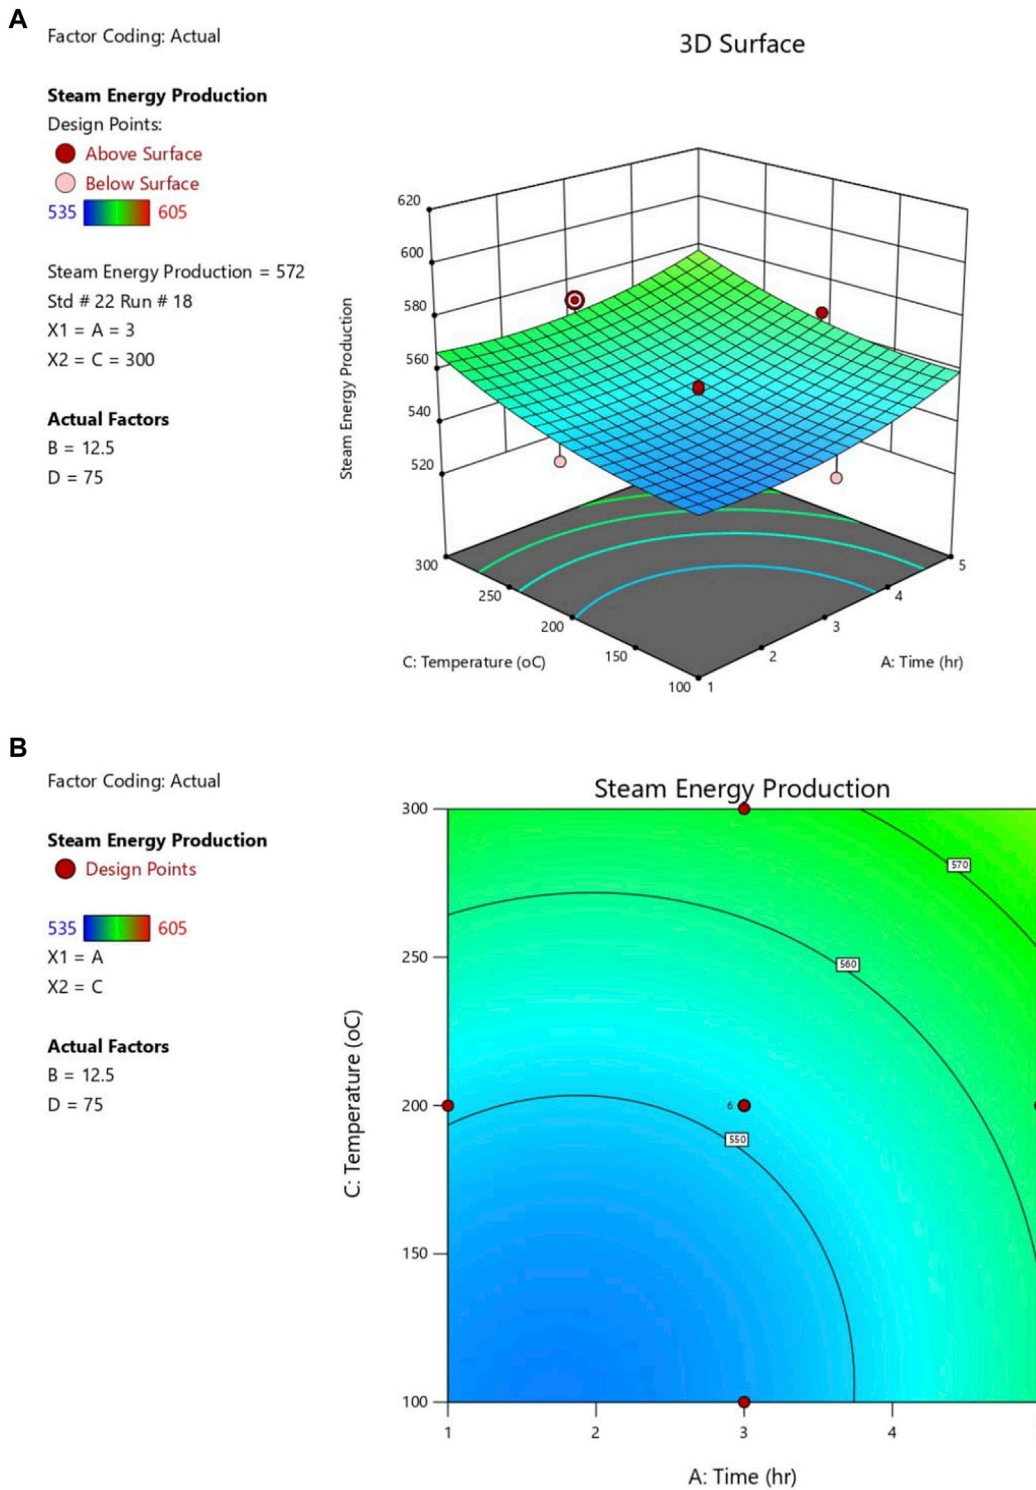 A
Factor Coding: Actual
3D Surface
Steam Energy Production
Design Points:
Above Surface
Below Surface
535 605
Steam Energy Production = 572
Std # 22 Run # 18
X1 = A = 3
X2 = C = 300
Actual Factors
B = 12.5
D = 75
Steam Energy Production
620
600
580
560
540
520
300
250
200
150
100
1
2
3
4
5
C: Temperature (oC)
A: Time (hr)
B
Factor Coding: Actual
Steam Energy Production
Steam Energy Production
Design Points
535 605
X1 = A
X2 = C
Actual Factors
B = 12.5
D = 75
C: Temperature (oC)
300
250
200
150
100
570
560
6
550
1 2 3 4
A: Time (hr)